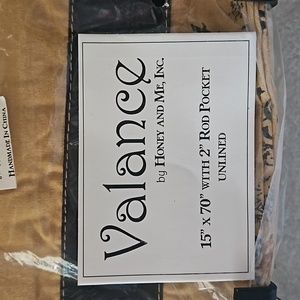 Valance
by Honey and Me, Inc.
15" x 70" with 2" Rod Pocket
unlined
Handmade in China